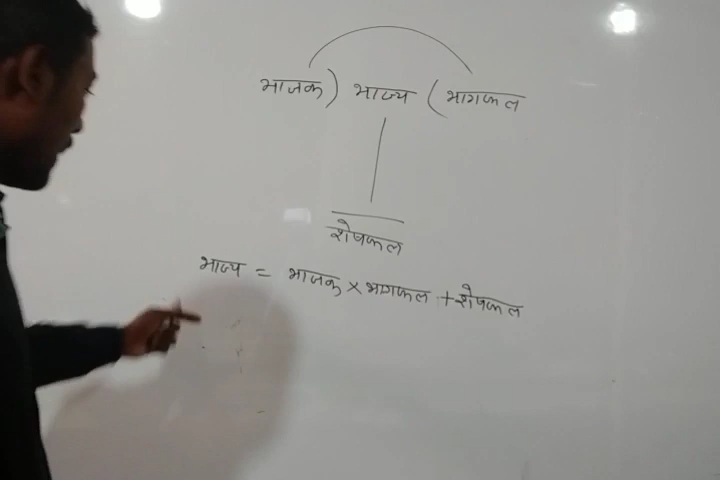 भाजक) भाज्य (भागफल
शेषफल
भाज्य = भाजक × भागफल + शेषफल